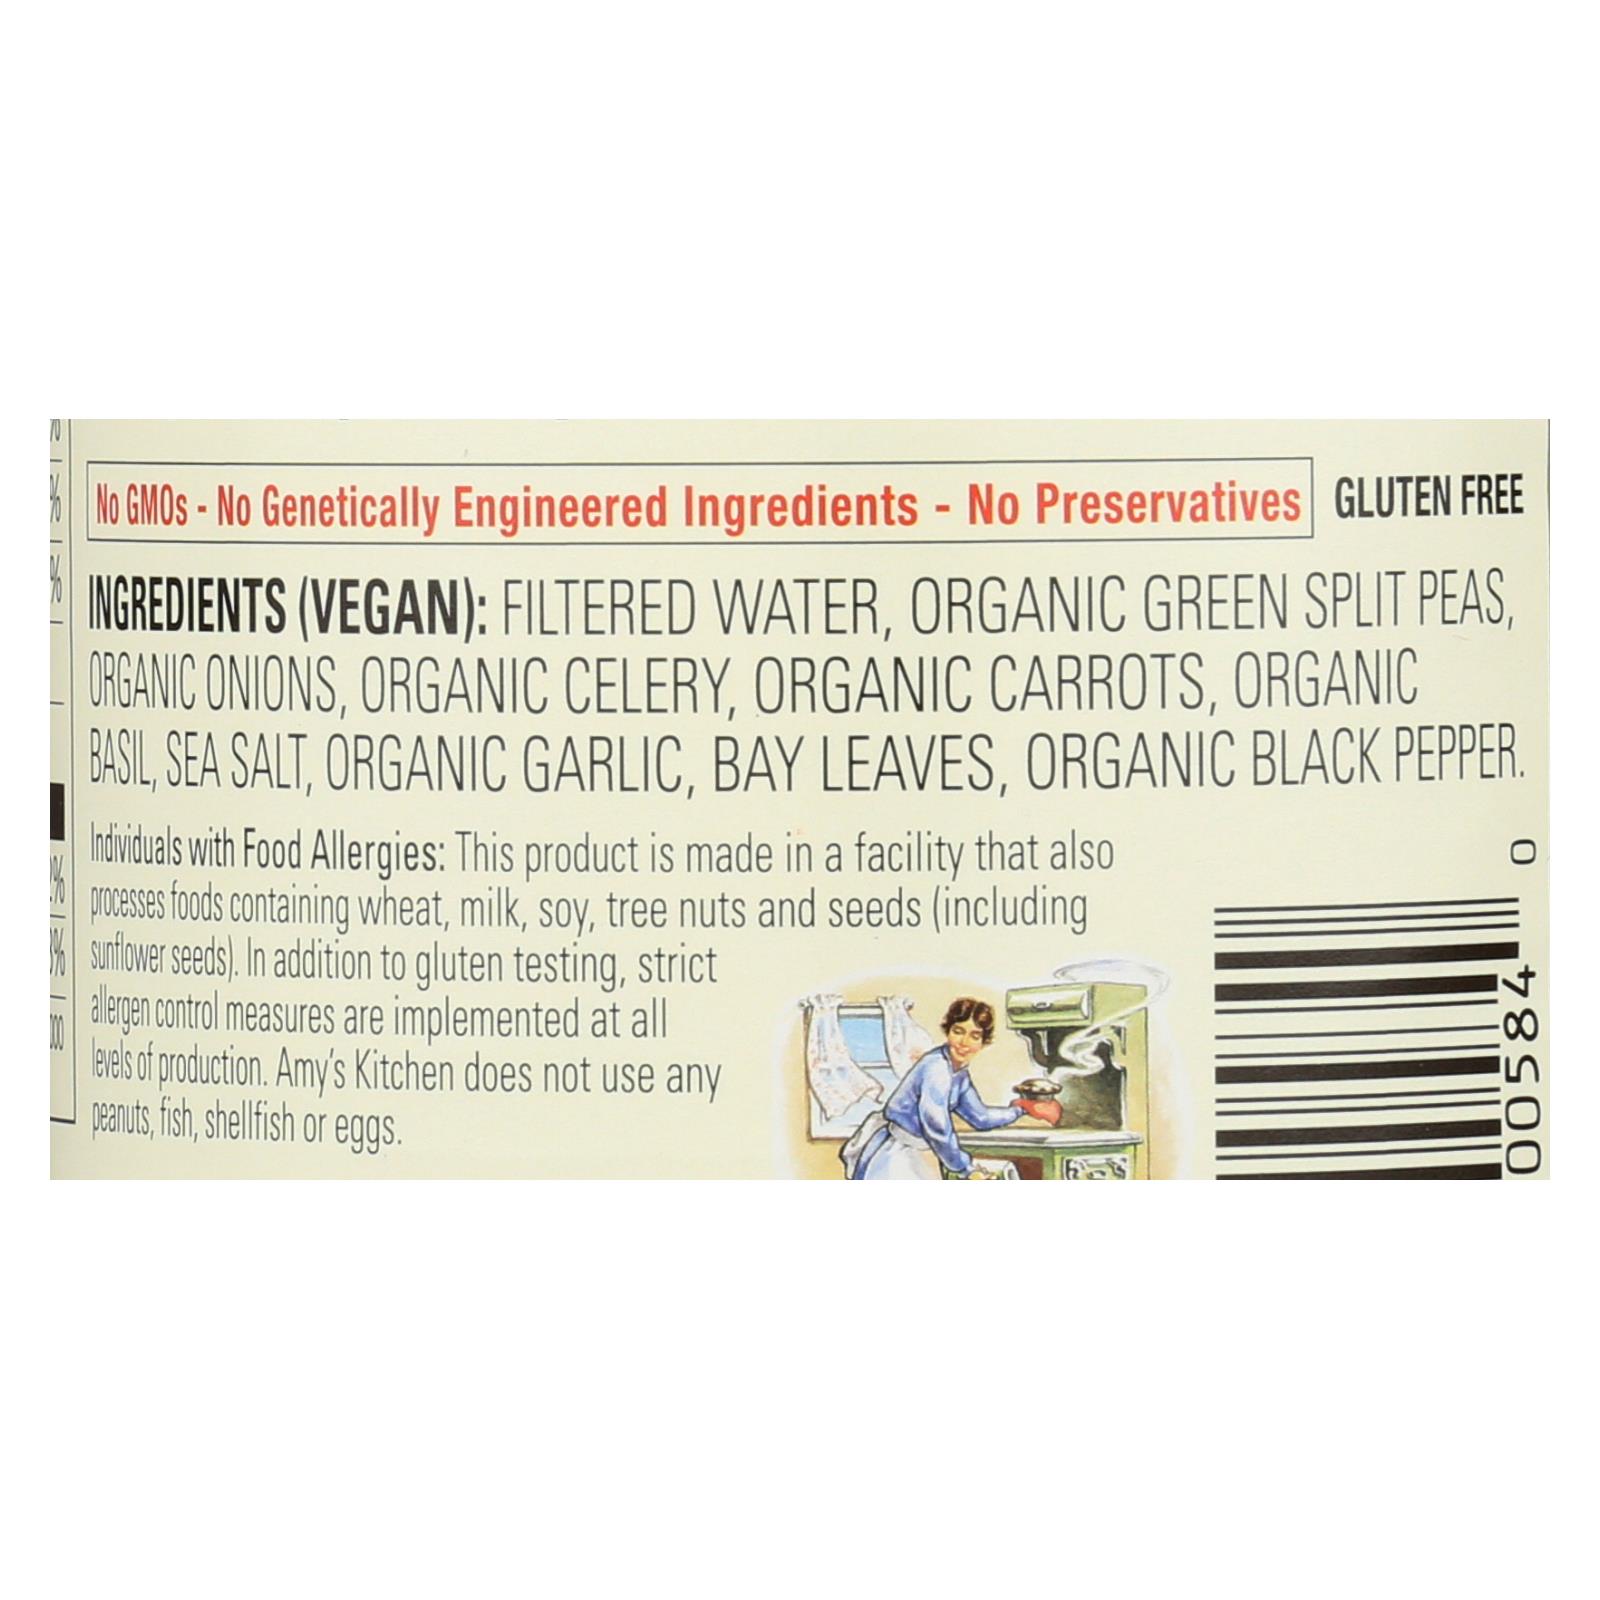 No GMOs - No Genetically Engineered Ingredients - No Preservatives
GLUTEN FREE
INGREDIENTS (VEGAN): FILTERED WATER, ORGANIC GREEN SPLIT PEAS,
ORGANIC ONIONS, ORGANIC CELERY, ORGANIC CARROTS, ORGANIC
BASIL, SEA SALT, ORGANIC GARLIC, BAY LEAVES, ORGANIC BLACK PEPPER.
Individuals with Food Allergies: This product is made in a facility that also
processes foods containing wheat, milk, soy, tree nuts and seeds (including
sunflower seeds). In addition to gluten testing, strict
allergen control measures are implemented at all
levels of production. Amy's Kitchen does not use any
peanuts, fish, shellfish or eggs.
00584 0